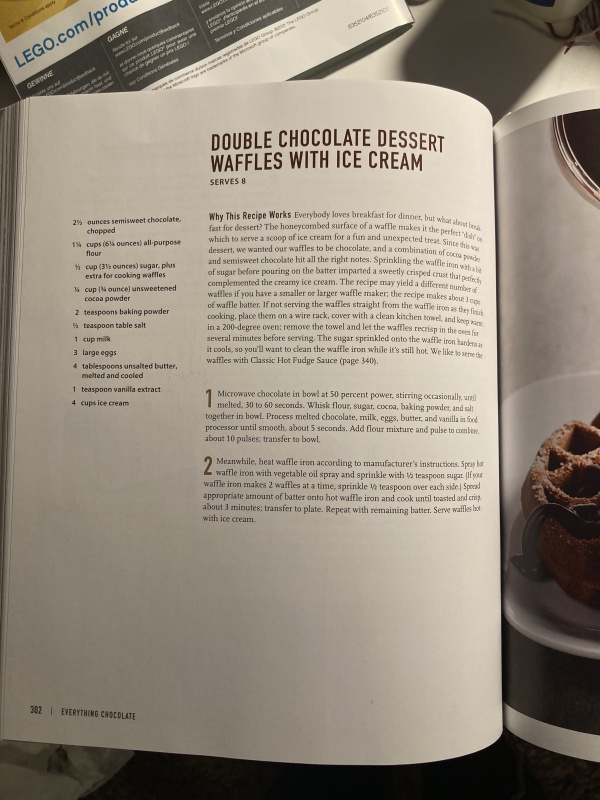 Terms & Conditions apply
LEGO.com/produ
GAGNE
GEWINNE
Términos y Condiciones aplicables
DOUBLE CHOCOLATE DESSERT
WAFFLES WITH ICE CREAM
SERVES 8
2½ ounces semisweet chocolate,
chopped
1¼ cups (6¼ ounces) all-purpose
flour
½ cup (3½ ounces) sugar, plus
extra for cooking waffles
¼ cup (¾ ounce) unsweetened
cocoa powder
2 teaspoons baking powder
½ teaspoon table salt
1 cup milk
3 large eggs
4 tablespoons unsalted butter,
melted and cooled
1 teaspoon vanilla extract
4 cups ice cream
Why This Recipe Works Everybody loves breakfast for dinner, but what about break
fast for dessert? The honeycombed surface of a waffle makes it the perfect "dish" on
which to serve a scoop of ice cream for a fun and unexpected treat. Since this was
dessert, we wanted our waffles to be chocolate, and a combination of cocoa powder
and semisweet chocolate hit all the right notes. Sprinkling the waffle iron with a bit
of sugar before pouring on the batter imparted a sweetly crisped crust that perfectly
complemented the creamy ice cream. The recipe may yield a different number of
waffles if you have a smaller or larger waffle maker; the recipe makes about 3 cups
of waffle batter. If not serving the waffles straight from the waffle iron as they finish
cooking, place them on a wire rack, cover with a clean kitchen towel, and keep warm
in a 200-degree oven; remove the towel and let the waffles recrisp in the oven for
several minutes before serving. The sugar sprinkled onto the waffle iron hardens as
it cools, so you'll want to clean the waffle iron while it's still hot. We like to serve the
waffles with Classic Hot Fudge Sauce (page 340).
1 Microwave chocolate in bowl at 50 percent power, stirring occasionally, until
melted, 30 to 60 seconds. Whisk flour, sugar, cocoa, baking powder, and salt
together in bowl. Process melted chocolate, milk, eggs, butter, and vanilla in food
processor until smooth, about 5 seconds. Add flour mixture and pulse to combine,
about 10 pulses; transfer to bowl.
2 Meanwhile, heat waffle iron according to manufacturer's instructions. Spray hot
waffle iron with vegetable oil spray and sprinkle with ½ teaspoon sugar. (If your
waffle iron makes 2 waffles at a time, sprinkle ½ teaspoon over each side.) Spread
appropriate amount of batter onto hot waffle iron and cook until toasted and crisp,
about 3 minutes; transfer to plate. Repeat with remaining batter. Serve waffles hot
with ice cream.
302 | EVERYTHING CHOCOLATE